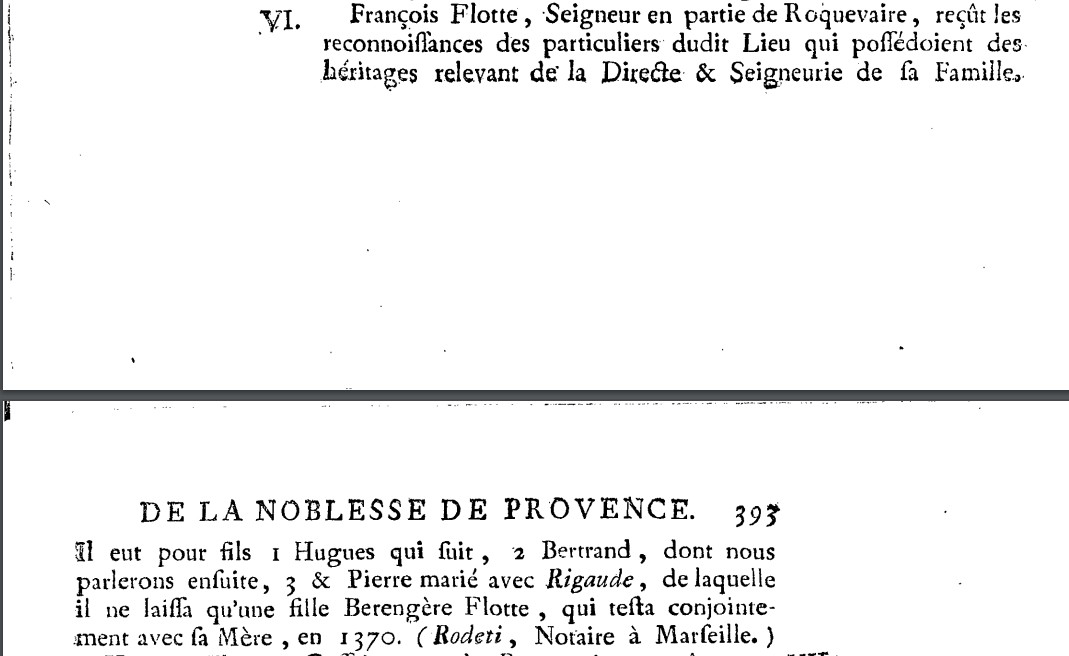 VI. François Flotte, Seigneur en partie de Roquevaire, reçût les
reconnoiſſances des particuliers dudit Lieu qui poſſédoient des
héritages relevant de la Directe & Seigneurie de ſa Famille,
DE LA NOBLESSE DE PROVENCE. 393
Il eut pour fils 1 Hugues qui ſuit, 2 Bertrand, dont nous
parlerons enſuite, 3 & Pierre marié avec Rigaude, de laquelle
il ne laiſſa qu'une fille Berengère Flotte, qui teſta conjointe-
ment avec ſa Mère, en 1370. (Rodeti, Notaire à Marſeille.)